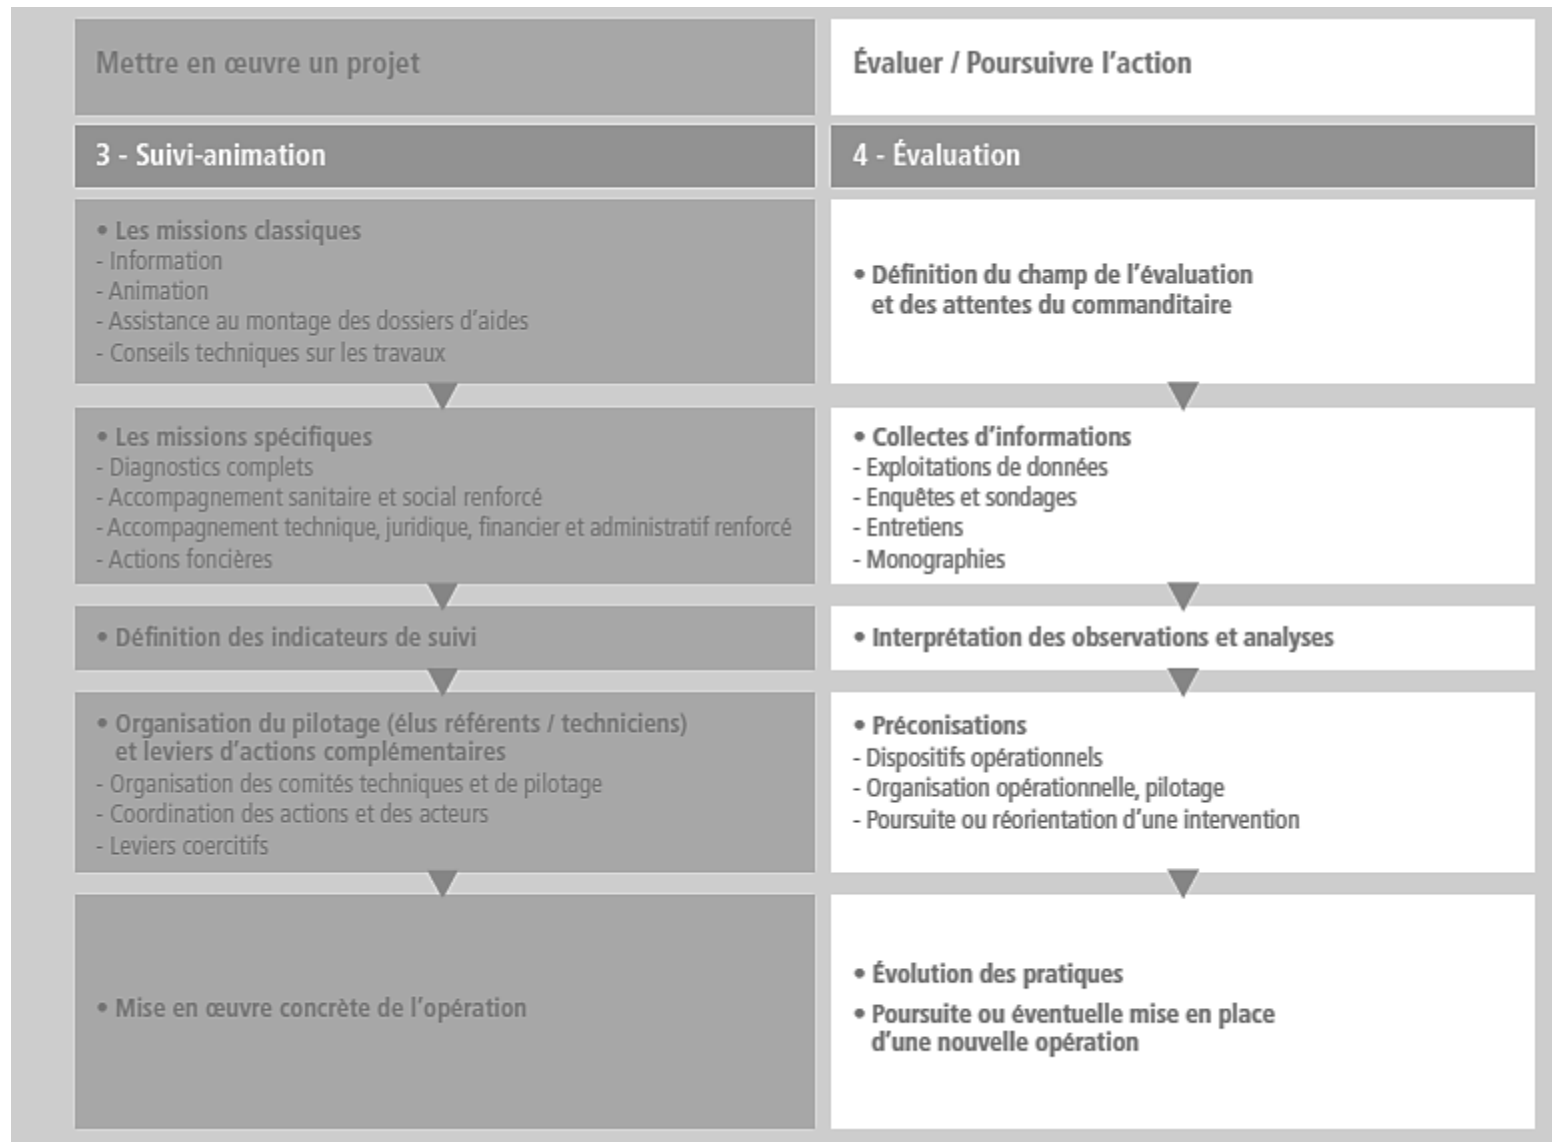 Mettre en œuvre un projet
3 - Suivi-animation
• Les missions classiques
- Information
- Animation
- Assistance au montage des dossiers d’aides
- Conseils techniques sur les travaux
• Les missions spécifiques
- Diagnostics complets
- Accompagnement sanitaire et social renforcé
- Accompagnement technique, juridique, financier et administratif renforcé
- Actions foncières
• Définition des indicateurs de suivi
• Organisation du pilotage (élus référents / techniciens)
et leviers d’actions complémentaires
- Organisation des comités techniques et de pilotage
- Coordination des actions et des acteurs
- Leviers coercitifs
• Mise en œuvre concrète de l’opération
Évaluer / Poursuivre l’action
4 - Évaluation
• Définition du champ de l’évaluation
et des attentes du commanditaire
• Collectes d’informations
- Exploitations de données
- Enquêtes et sondages
- Entretiens
- Monographies
• Interprétation des observations et analyses
• Préconisations
- Dispositifs opérationnels
- Organisation opérationnelle, pilotage
- Poursuite ou réorientation d’une intervention
• Évolution des pratiques
• Poursuite ou éventuelle mise en place
d’une nouvelle opération